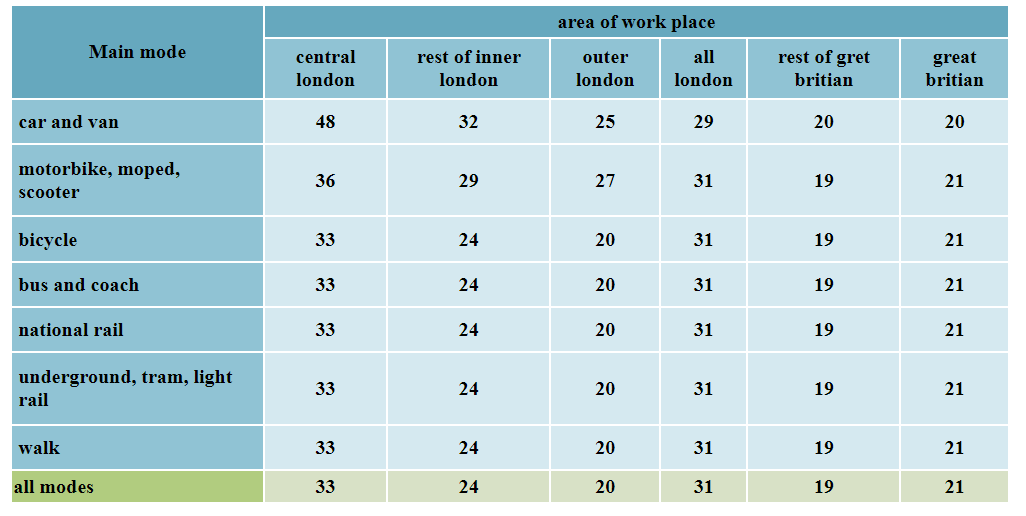 Main mode
area of work place
central london
rest of inner london
outer london
all london
rest of gret britian
great britian
car and van 48 32 25 29 20 20
motorbike, moped, scooter 36 29 27 31 19 21
bicycle 33 24 20 31 19 21
bus and coach 33 24 20 31 19 21
national rail 33 24 20 31 19 21
underground, tram, light rail 33 24 20 31 19 21
walk 33 24 20 31 19 21
all modes 33 24 20 31 19 21